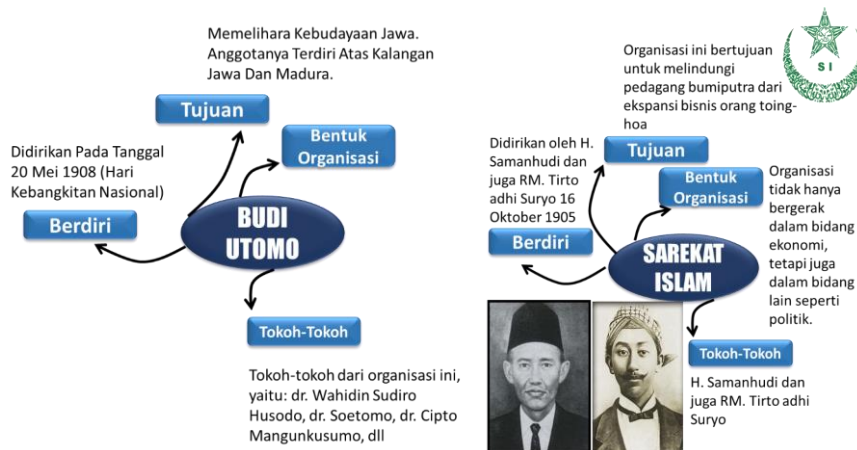 Memelihara Kebudayaan Jawa.
Anggotanya Terdiri Atas Kalangan
Jawa Dan Madura.
Tujuan
Bentuk
Organisasi
Didirikan Pada Tanggal
20 Mei 1908 (Hari
Kebangkitan Nasional)
Berdiri
BUDI
UTOMO
Tokoh-Tokoh
Tokoh-tokoh dari organisasi ini,
yaitu: dr. Wahidin Sudiro
Husodo, dr. Soetomo, dr. Cipto
Mangunkusumo, dll
S I
Organisasi ini bertujuan
untuk melindungi
pedagang bumiputra dari
ekspansi bisnis orang toing-
hoa
Tujuan
Didirikan oleh H.
Samanhudi dan
juga RM. Tirto
adhi Suryo 16
Oktober 1905
Bentuk
Organisasi
Organisasi
tidak hanya
bergerak
dalam bidang
ekonomi,
tetapi juga
dalam bidang
lain seperti
politik.
Berdiri
SAREKAT
ISLAM
Tokoh-Tokoh
H. Samanhudi dan
juga RM. Tirto adhi
Suryo